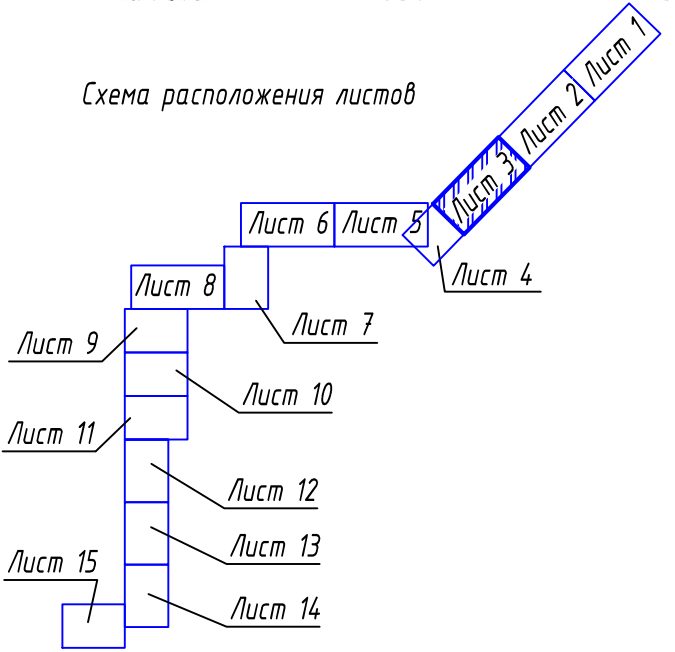 Схема расположения листов
Лист 1
Лист 2
Лист 3
Лист 4
Лист 5
Лист 6
Лист 7
Лист 8
Лист 9
Лист 10
Лист 11
Лист 12
Лист 13
Лист 14
Лист 15